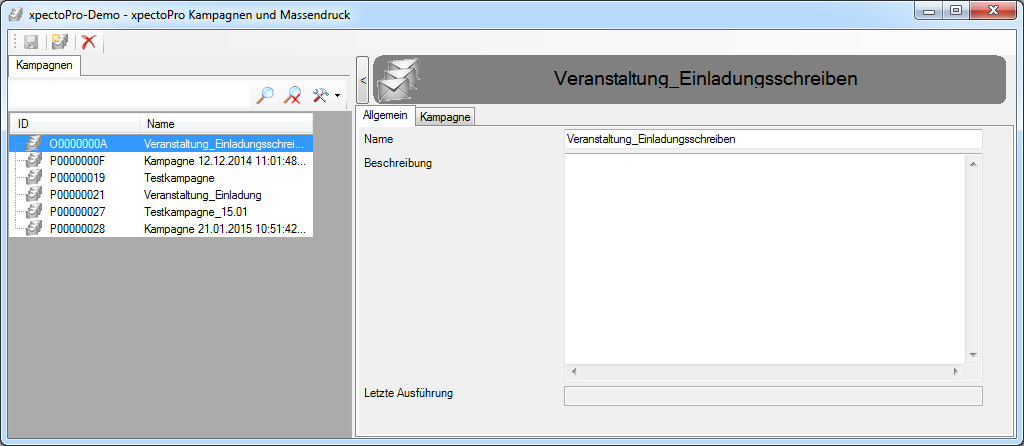 xpectoPro-Demo - xpectoPro Kampagnen und Massendruck
Kampagnen
ID Name
O0000000A Veranstaltung_Einladungsschrei...
P0000000F Kampagne 12.12.2014 11:01:48...
P00000019 Testkampagne
P00000021 Veranstaltung_Einladung
P00000027 Testkampagne_15.01
P00000028 Kampagne 21.01.2015 10:51:42...
<
Veranstaltung_Einladungsschreiben
Allgemein Kampagne
Name Veranstaltung_Einladungsschreiben
Beschreibung
Letzte Ausführung